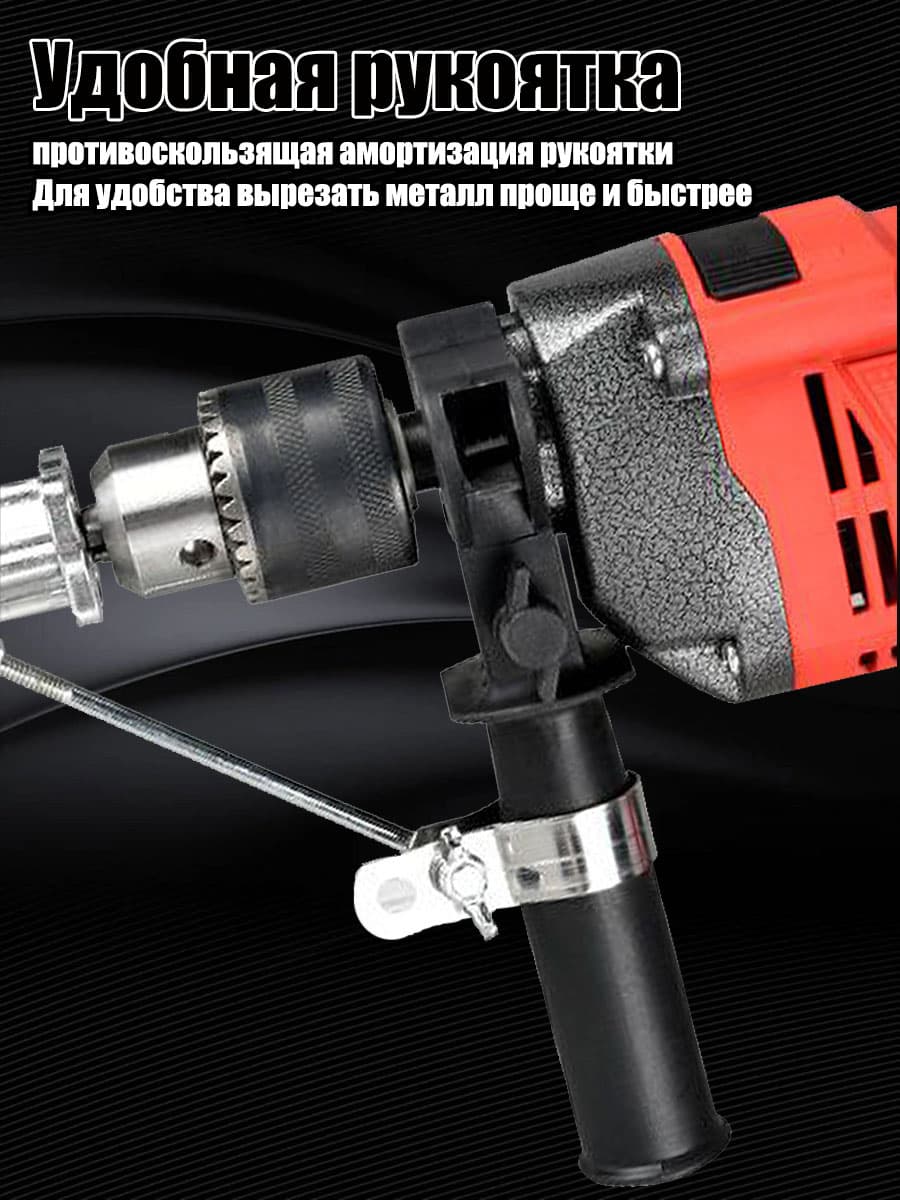 Удобная рукоятка
противоскользящая амортизация рукоятки
Для удобства вырезать металл проще и быстрее